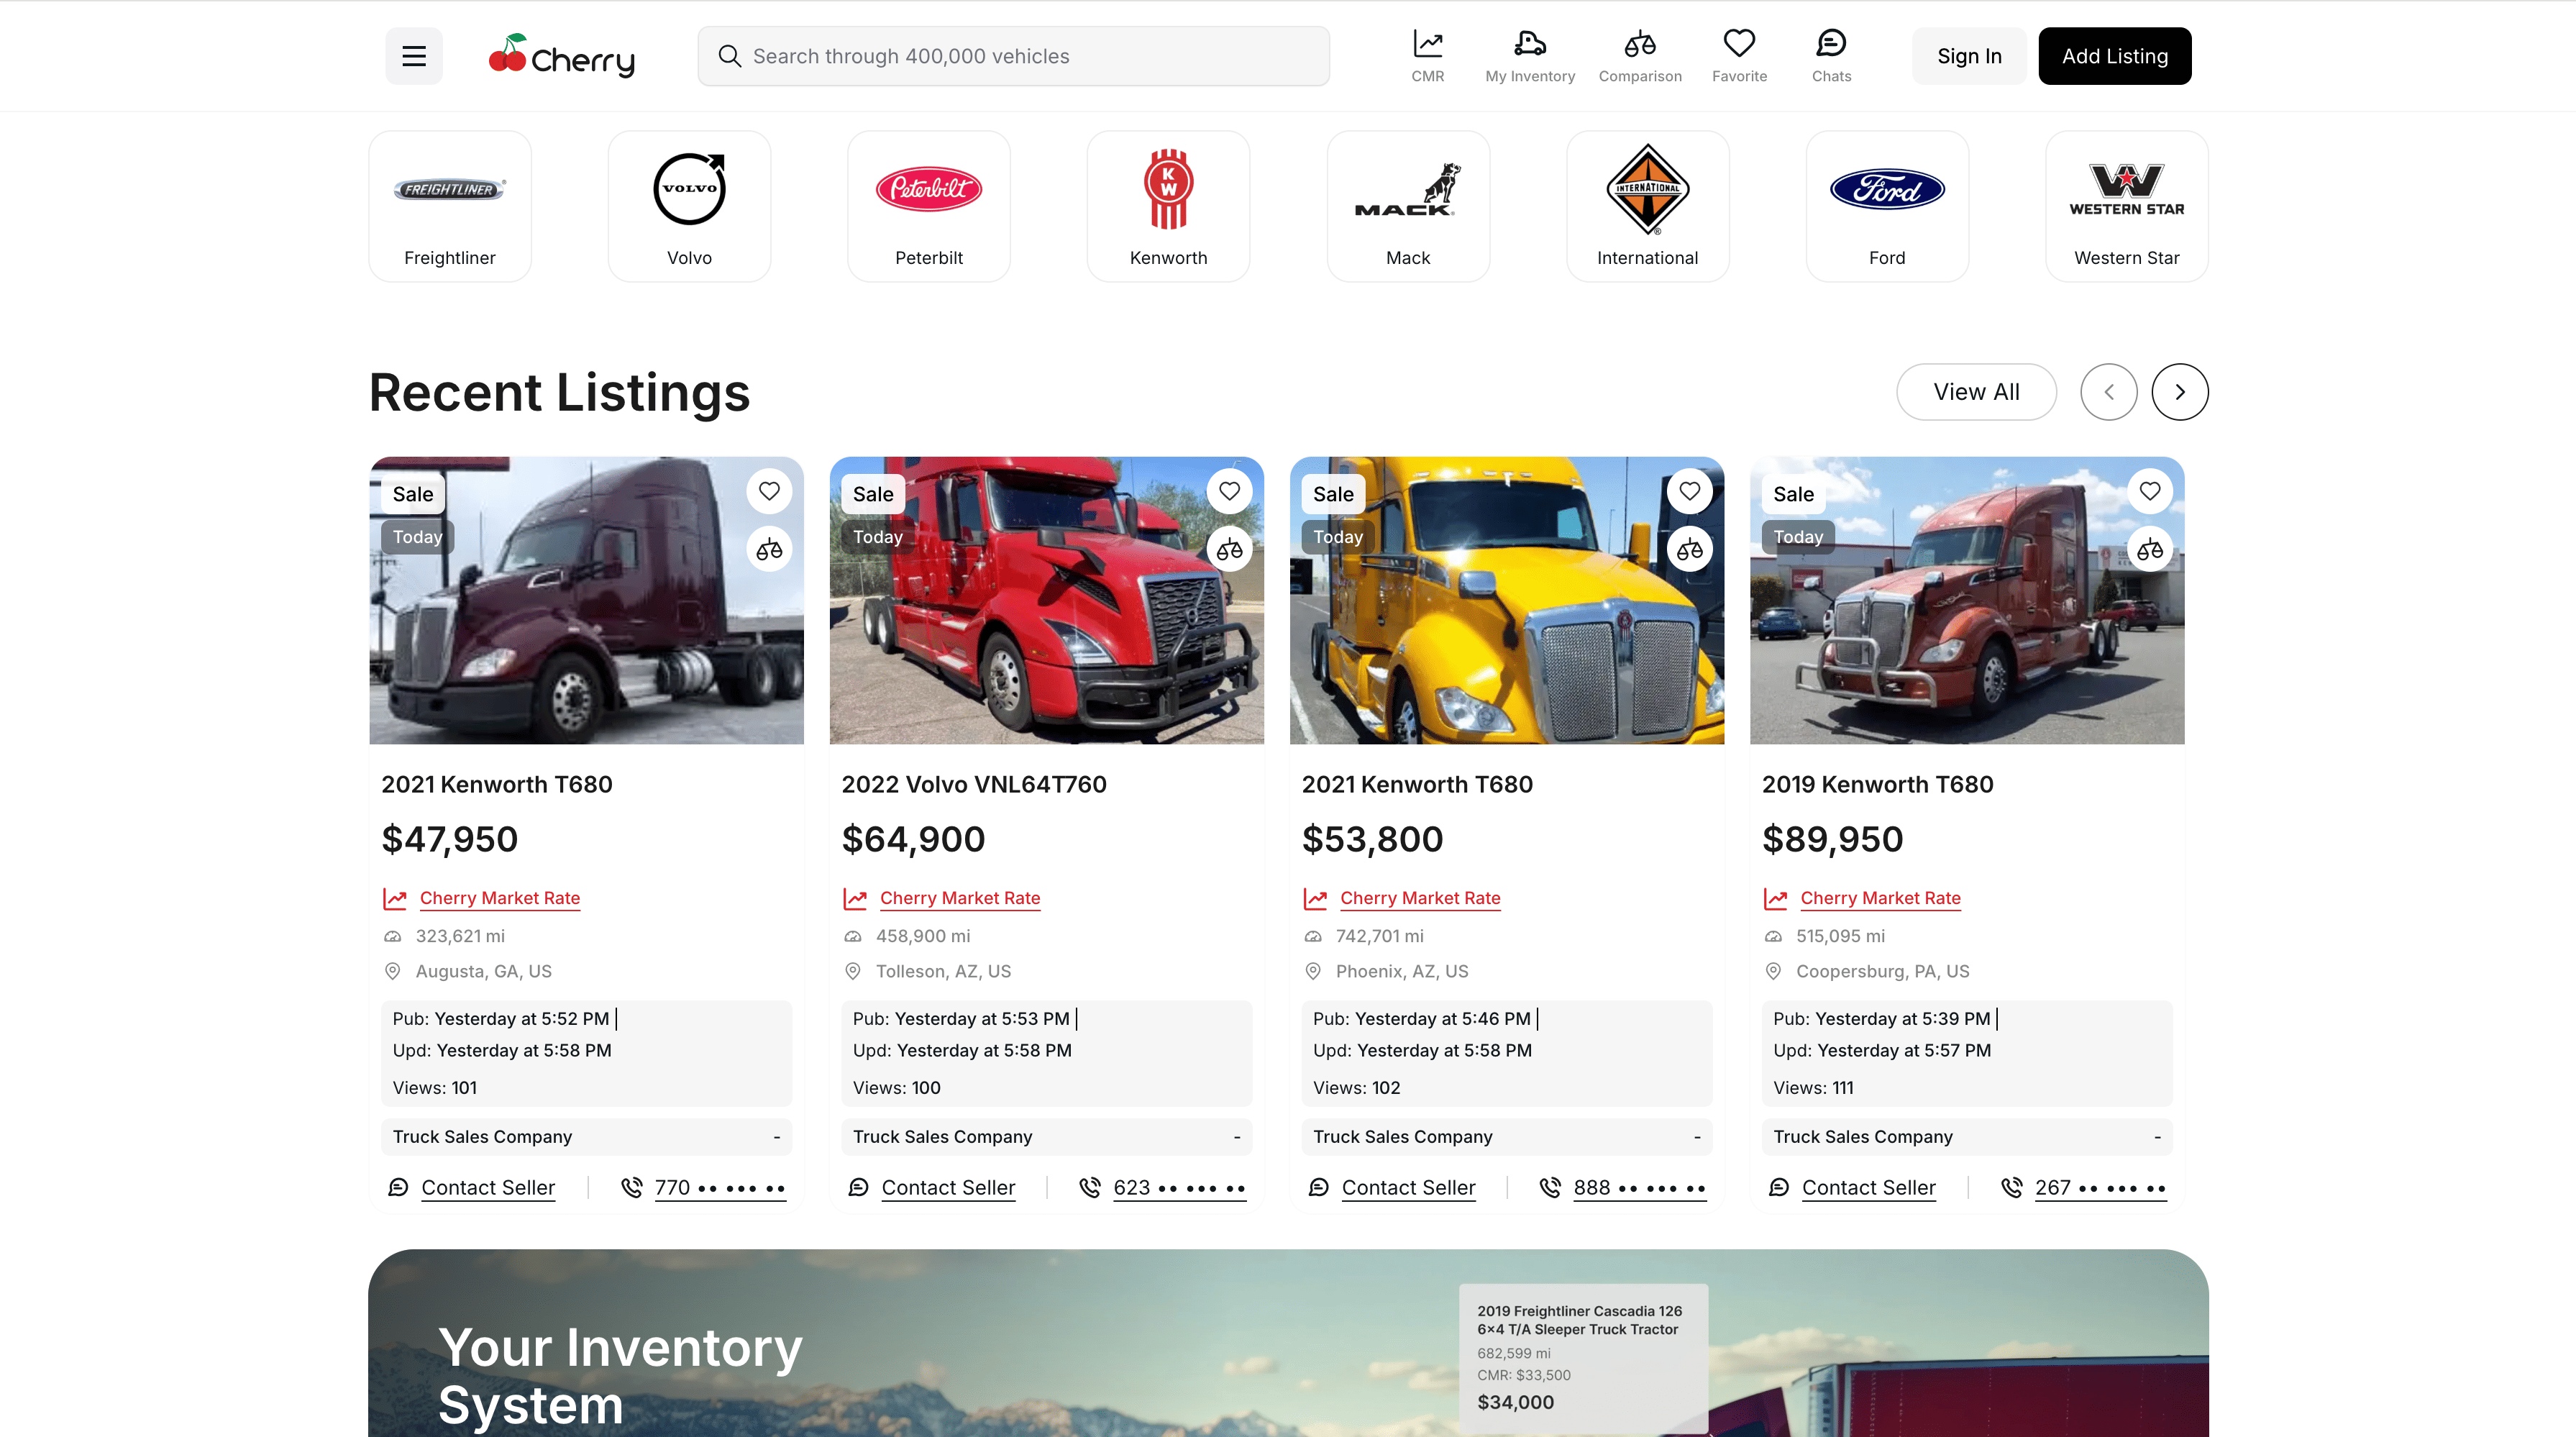 Cherry
Search through 400,000 vehicles
CMR
My Inventory
Comparison
Favorite
Chats
Sign In
Add Listing
FREIGHTLINER
VOLVO
Peterbilt
KW
MACK
INTERNATIONAL
Ford
WESTERN STAR
Freightliner
Volvo
Peterbilt
Kenworth
Mack
International
Ford
Western Star
Recent Listings
View All
Sale
Today
2021 Kenworth T680
$47,950
Cherry Market Rate
323,621 mi
Augusta, GA, US
Pub: Yesterday at 5:52 PM |
Upd: Yesterday at 5:58 PM
Views: 101
Truck Sales Company -
Contact Seller
770 •• ••• ••
Sale
Today
2022 Volvo VNL64T760
$64,900
Cherry Market Rate
458,900 mi
Tolleson, AZ, US
Pub: Yesterday at 5:53 PM |
Upd: Yesterday at 5:58 PM
Views: 100
Truck Sales Company -
Contact Seller
623 •• ••• ••
Sale
Today
2021 Kenworth T680
$53,800
Cherry Market Rate
742,701 mi
Phoenix, AZ, US
Pub: Yesterday at 5:46 PM |
Upd: Yesterday at 5:58 PM
Views: 102
Truck Sales Company -
Contact Seller
888 •• ••• ••
Sale
Today
2019 Kenworth T680
$89,950
Cherry Market Rate
515,095 mi
Coopersburg, PA, US
Pub: Yesterday at 5:39 PM |
Upd: Yesterday at 5:57 PM
Views: 111
Truck Sales Company -
Contact Seller
267 •• ••• ••
Your Inventory
System
2019 Freightliner Cascadia 126
6x4 T/A Sleeper Truck Tractor
682,599 mi
CMR: $33,500
$34,000